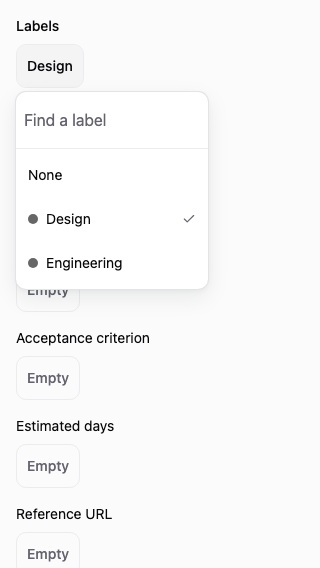 Labels
Design
Find a label
None
Design
Engineering
Empty
Acceptance criterion
Empty
Estimated days
Empty
Reference URL
Empty